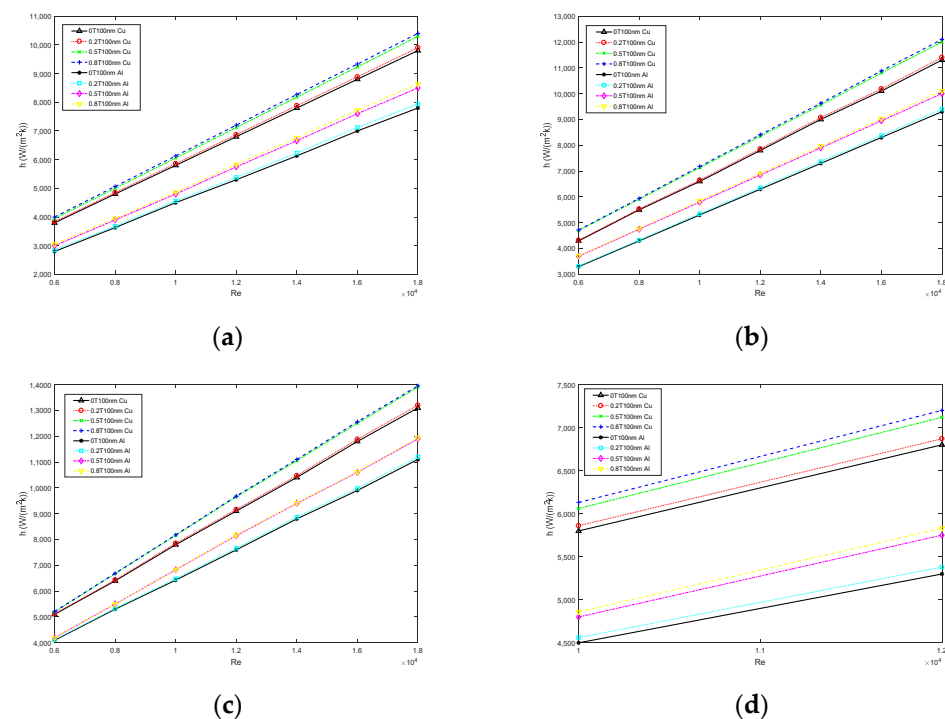 11,000
10,000
9,000
8,000
7,000
6,000
5,000
4,000
3,000
2,000
h (W/(m²k))
0T100nm Cu
0.2T100nm Cu
0.5T100nm Cu
0.8T100nm Cu
0T100nm Al
0.2T100nm Al
0.5T100nm Al
0.8T100nm Al
0.6 0.8 1 1.2 1.4 1.6 1.8
Re
×10⁴
(a)
13,000
12,000
11,000
10,000
9,000
8,000
7,000
6,000
5,000
4,000
3,000
h (W/(m²k))
0T100nm Cu
0.2T100nm Cu
0.5T100nm Cu
0.8T100nm Cu
0T100nm Al
0.2T100nm Al
0.5T100nm Al
0.8T100nm Al
0.6 0.8 1 1.2 1.4 1.6 1.8
Re
×10⁴
(b)
1,4000
1,3000
1,2000
1,1000
1,0000
9,000
8,000
7,000
6,000
5,000
4,000
h (W/(m²k))
0T100nm Cu
0.2T100nm Cu
0.5T100nm Cu
0.8T100nm Cu
0T100nm Al
0.2T100nm Al
0.5T100nm Al
0.8T100nm Al
0.6 0.8 1 1.2 1.4 1.6 1.8
Re
×10⁴
(c)
7,500
7,000
6,500
6,000
5,500
5,000
4,500
h (W/(m²k))
0T100nm Cu
0.2T100nm Cu
0.5T100nm Cu
0.8T100nm Cu
0T100nm Al
0.2T100nm Al
0.5T100nm Al
0.8T100nm Al
1 1.1 1.2
Re
×10⁴
(d)